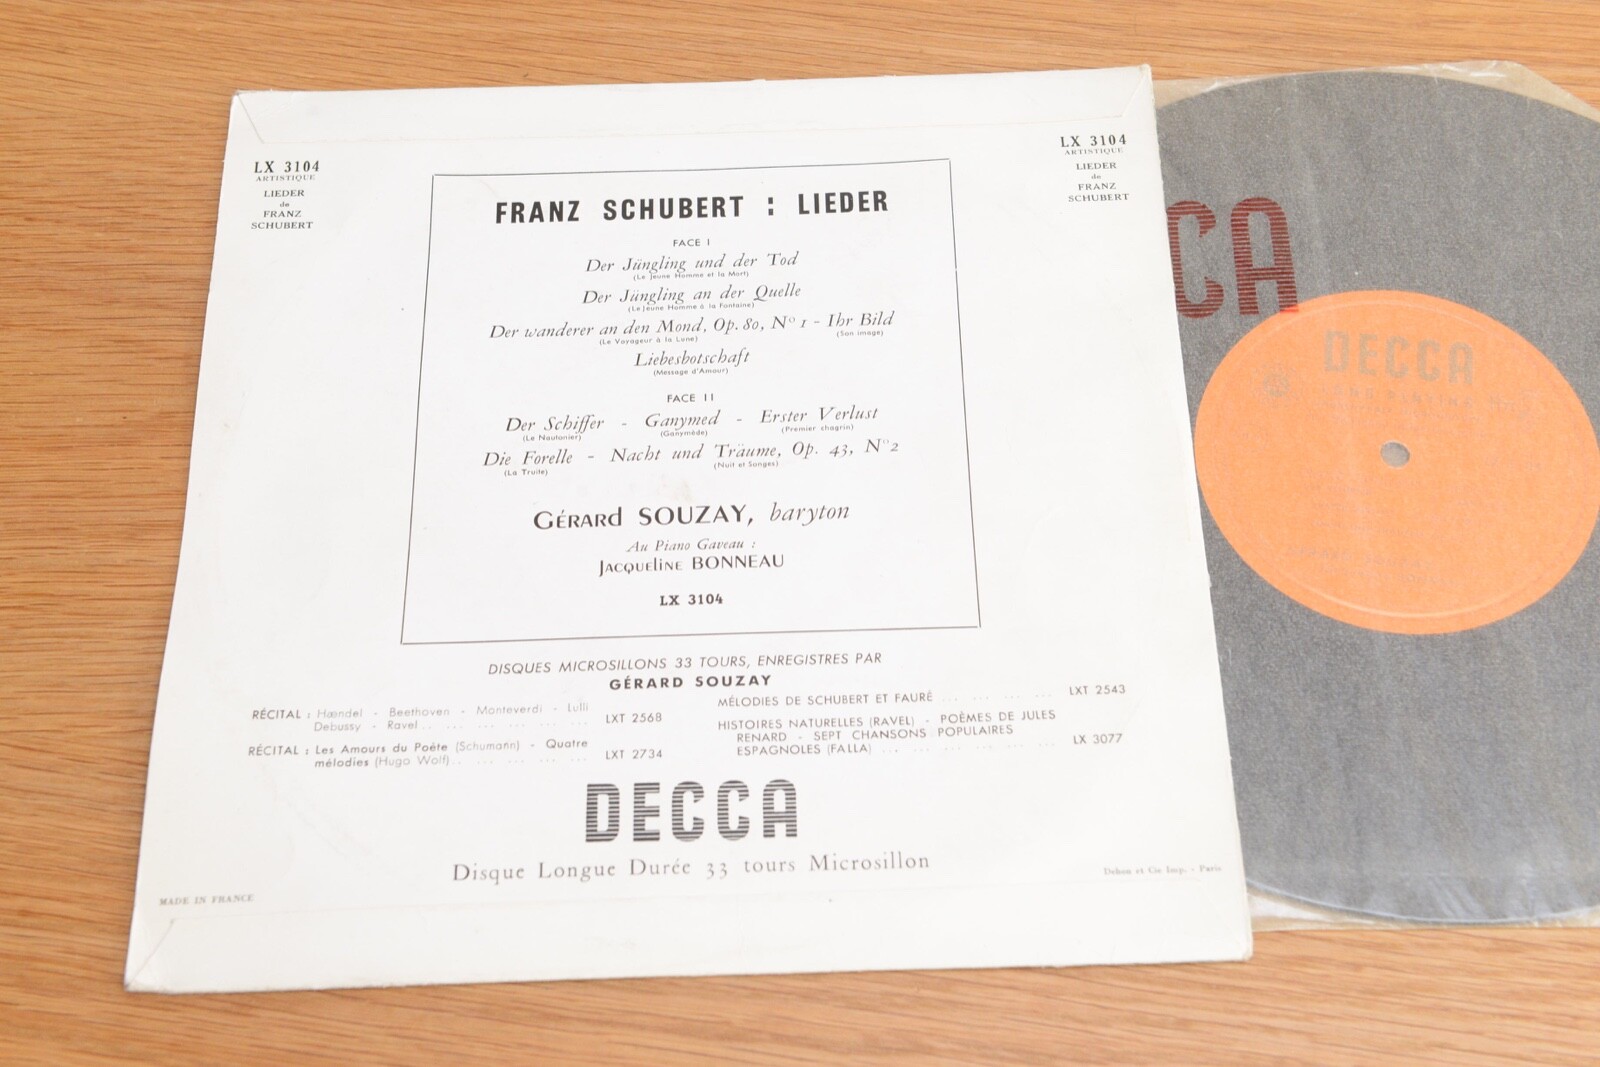 LX 3104
ARTISTIQUE
LIEDER
de
FRANZ
SCHUBERT
LX 3104
ARTISTIQUE
LIEDER
de
FRANZ
SCHUBERT
FRANZ SCHUBERT : LIEDER
FACE I
Der Jüngling und der Tod
(Le Jeune Homme et la Mort)
Der Jüngling an der Quelle
(Le Jeune Homme à la Fontaine)
Der wanderer an den Mond, Op. 80, N° 1 - Ihr Bild
(Le Voyageur à la Lune) (Son image)
Liebesbotschaft
(Message d'Amour)
FACE II
Der Schiffer - Ganymed - Erster Verlust
(Le Nautonier) (Ganymède) (Premier chagrin)
Die Forelle - Nacht und Träume, Op. 43, N° 2
(La Truite) (Nuit et Songes)
GÉRARD SOUZAY, baryton
Au Piano Gaveau :
JACQUELINE BONNEAU
LX 3104
DISQUES MICROSILLONS 33 TOURS, ENREGISTRES PAR
GÉRARD SOUZAY
RÉCITAL : Hændel - Beethoven - Monteverdi - Lulli
Debussy - Ravel .. ... ... ... ... ... LXT 2568
RÉCITAL : Les Amours du Poète (Schumann) - Quatre
mélodies (Hugo Wolf) .. ... ... ... ... LXT 2734
MÉLODIES DE SCHUBERT ET FAURÉ ... ... ... ... LXT 2543
HISTOIRES NATURELLES (RAVEL) - POÈMES DE JULES
RENARD - SEPT CHANSONS POPULAIRES
ESPAGNOLES (FALLA) ... ... ... ... ... ... LX 3077
DECCA
Disque Longue Durée 33 tours Microsillon
MADE IN FRANCE
Dehon et Cie Imp. - Paris
CA
DECCA